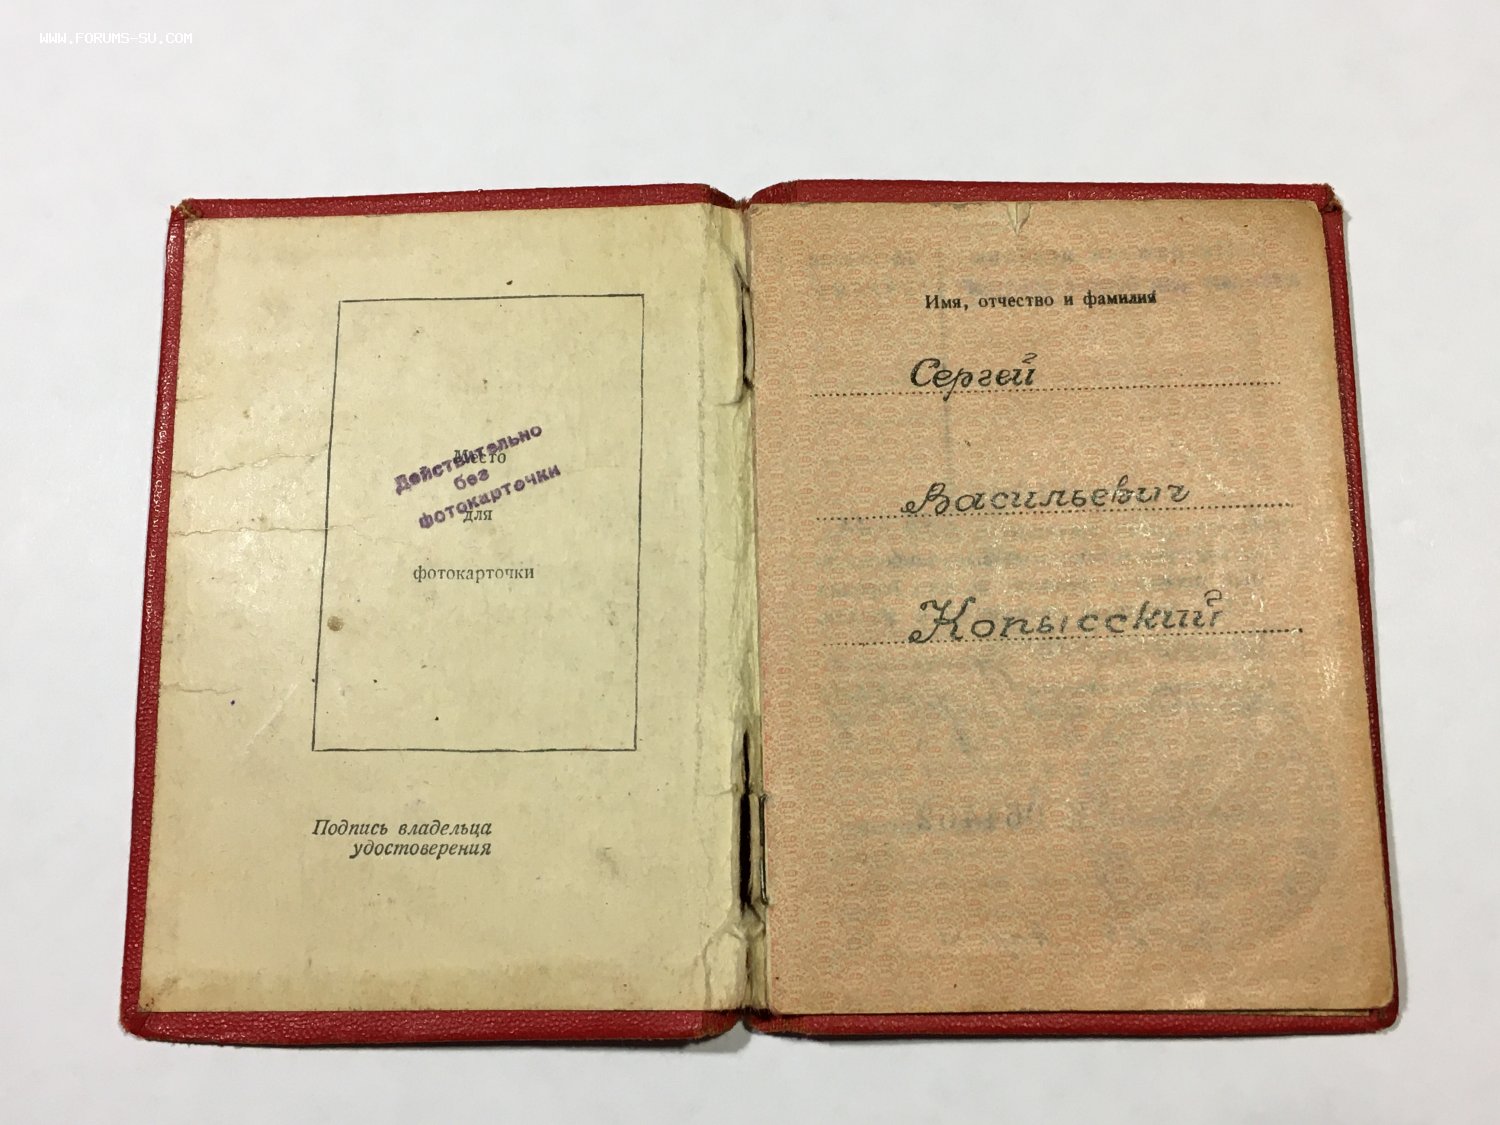 WWW.FORUMS-SU.COM
Место
для
фотокарточки
Действительно
без
фотокарточки
Подпись владельца
удостоверения
Имя, отчество и фамилия
Сергей
Васильевич
Копысский